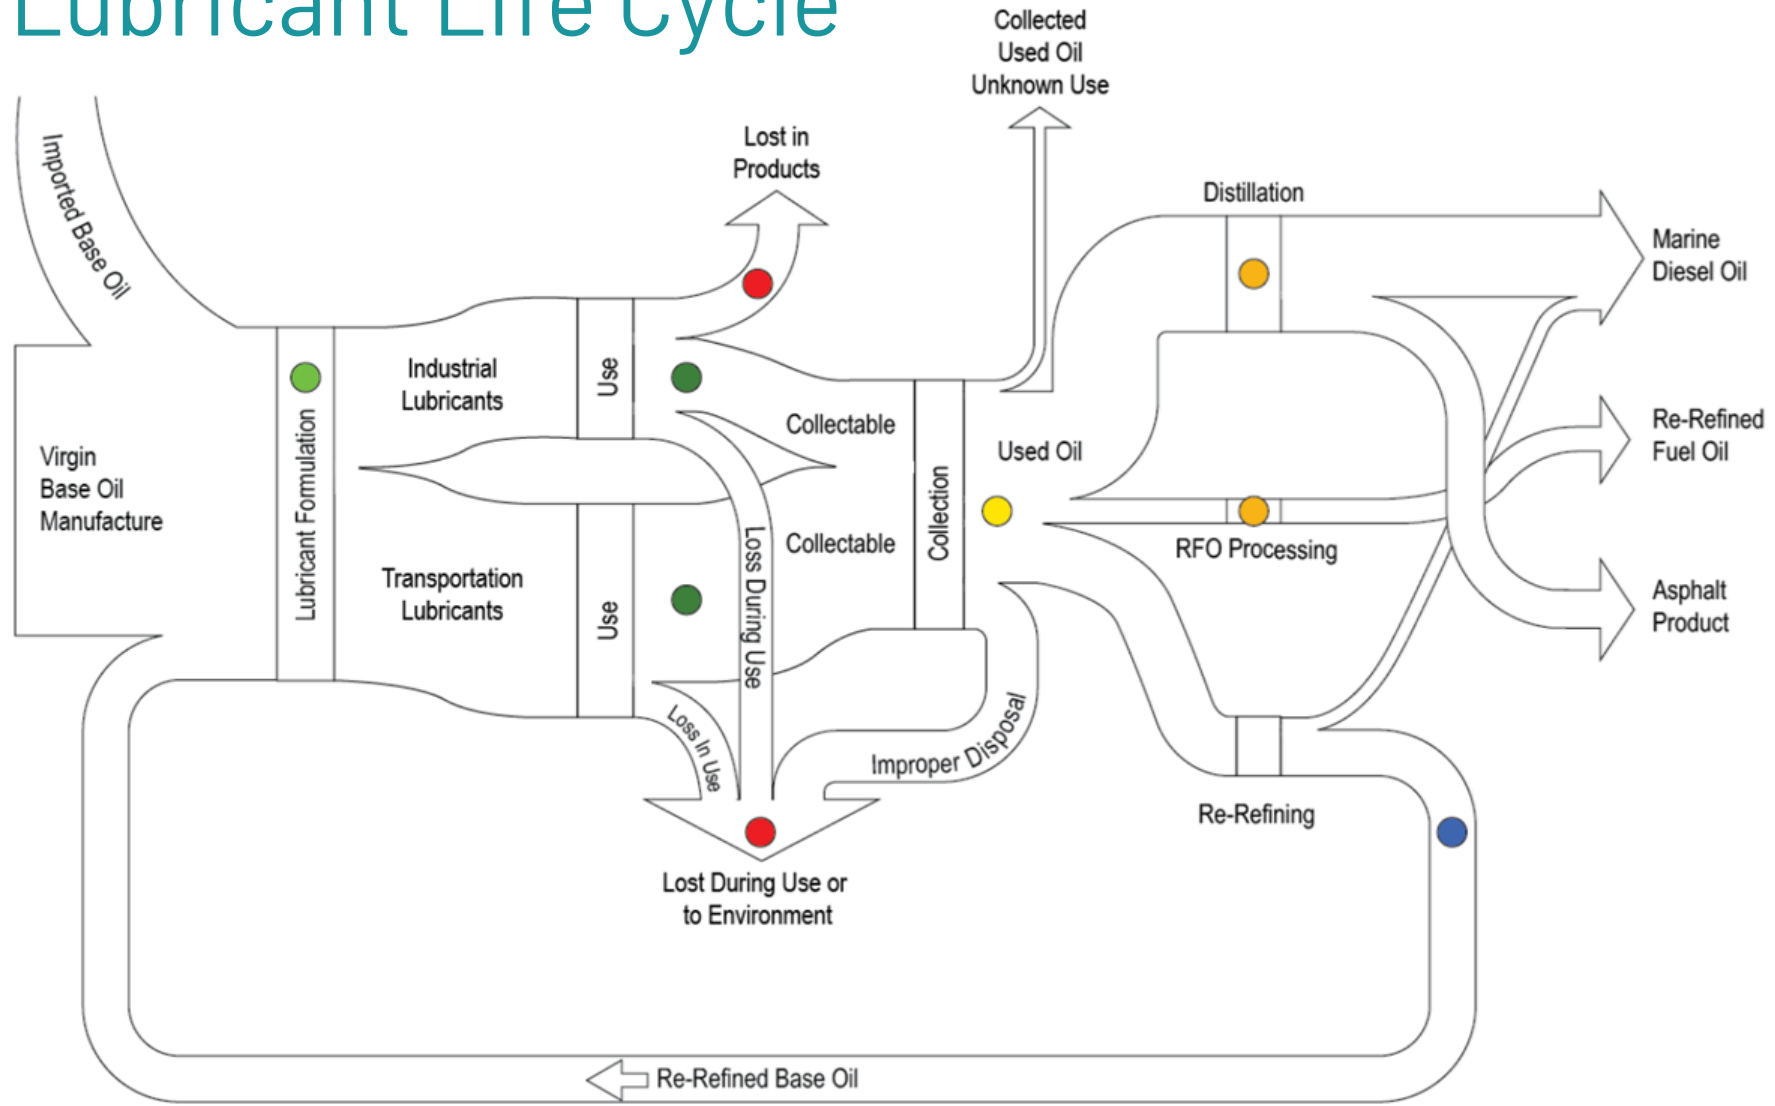 Lubricant Life Cycle
Collected
Used Oil
Unknown Use
Lost in
Products
Imported Base Oil
Distillation
Marine
Diesel Oil
Industrial
Lubricants
Use
Collectable
Re-Refined
Fuel Oil
Virgin
Base Oil
Manufacture
Lubricant Formulation
Used Oil
Collection
Collectable
RFO Processing
Loss During Use
Transportation
Lubricants
Use
Asphalt
Product
Loss In Use
Improper Disposal
Re-Refining
Lost During Use or
to Environment
Re-Refined Base Oil